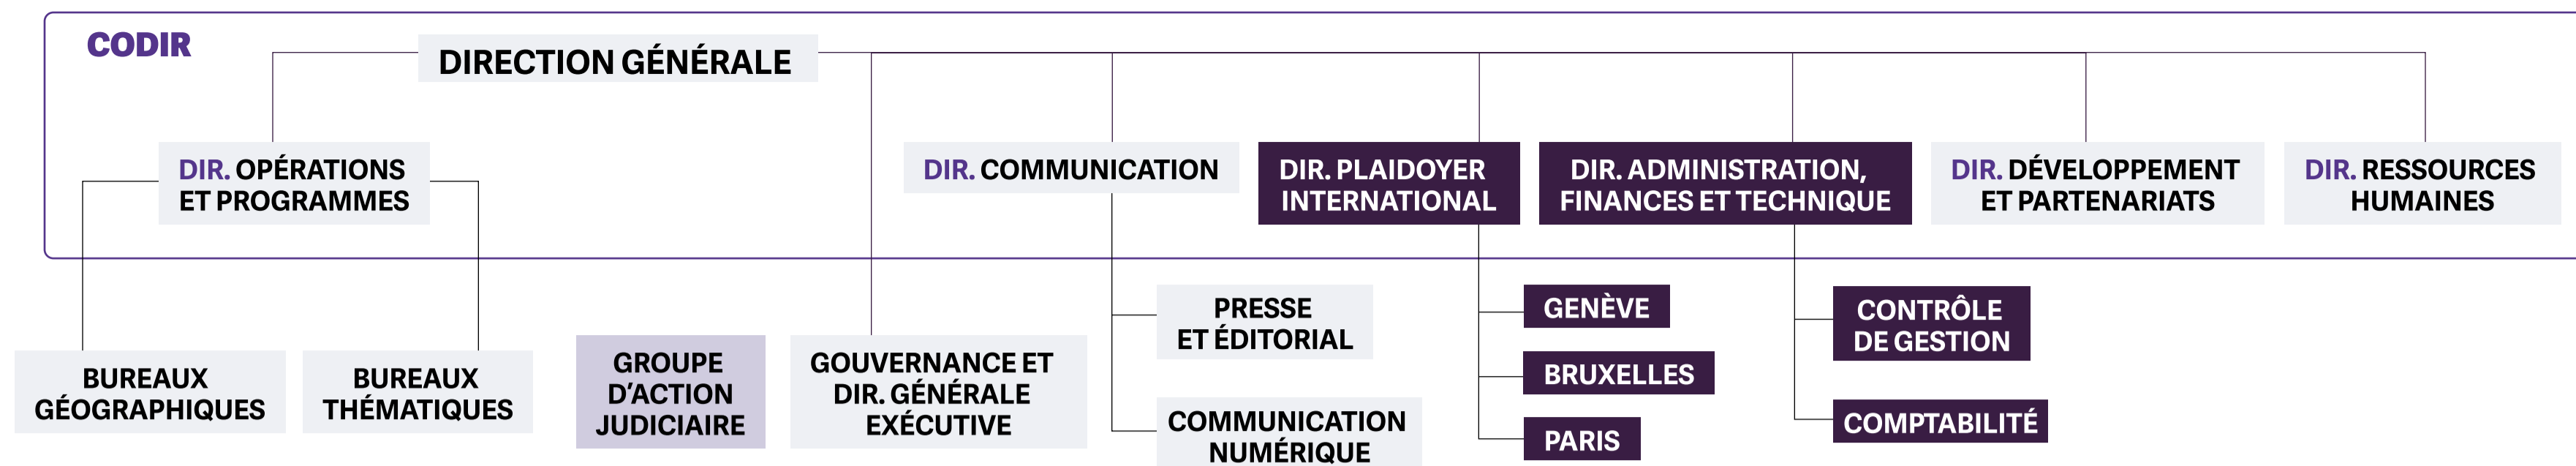 CODIR
DIRECTION GÉNÉRALE
DIR. OPÉRATIONS
ET PROGRAMMES
DIR. COMMUNICATION
DIR. PLAIDOYER
INTERNATIONAL
DIR. ADMINISTRATION,
FINANCES ET TECHNIQUE
DIR. DÉVELOPPEMENT
ET PARTENARIATS
DIR. RESSOURCES
HUMAINES
BUREAUX
GÉOGRAPHIQUES
BUREAUX
THÉMATIQUES
GROUPE
D’ACTION
JUDICIAIRE
GOUVERNANCE ET
DIR. GÉNÉRALE
EXÉCUTIVE
PRESSE
ET ÉDITORIAL
COMMUNICATION
NUMÉRIQUE
GENÈVE
BRUXELLES
PARIS
CONTRÔLE
DE GESTION
COMPTABILITÉ